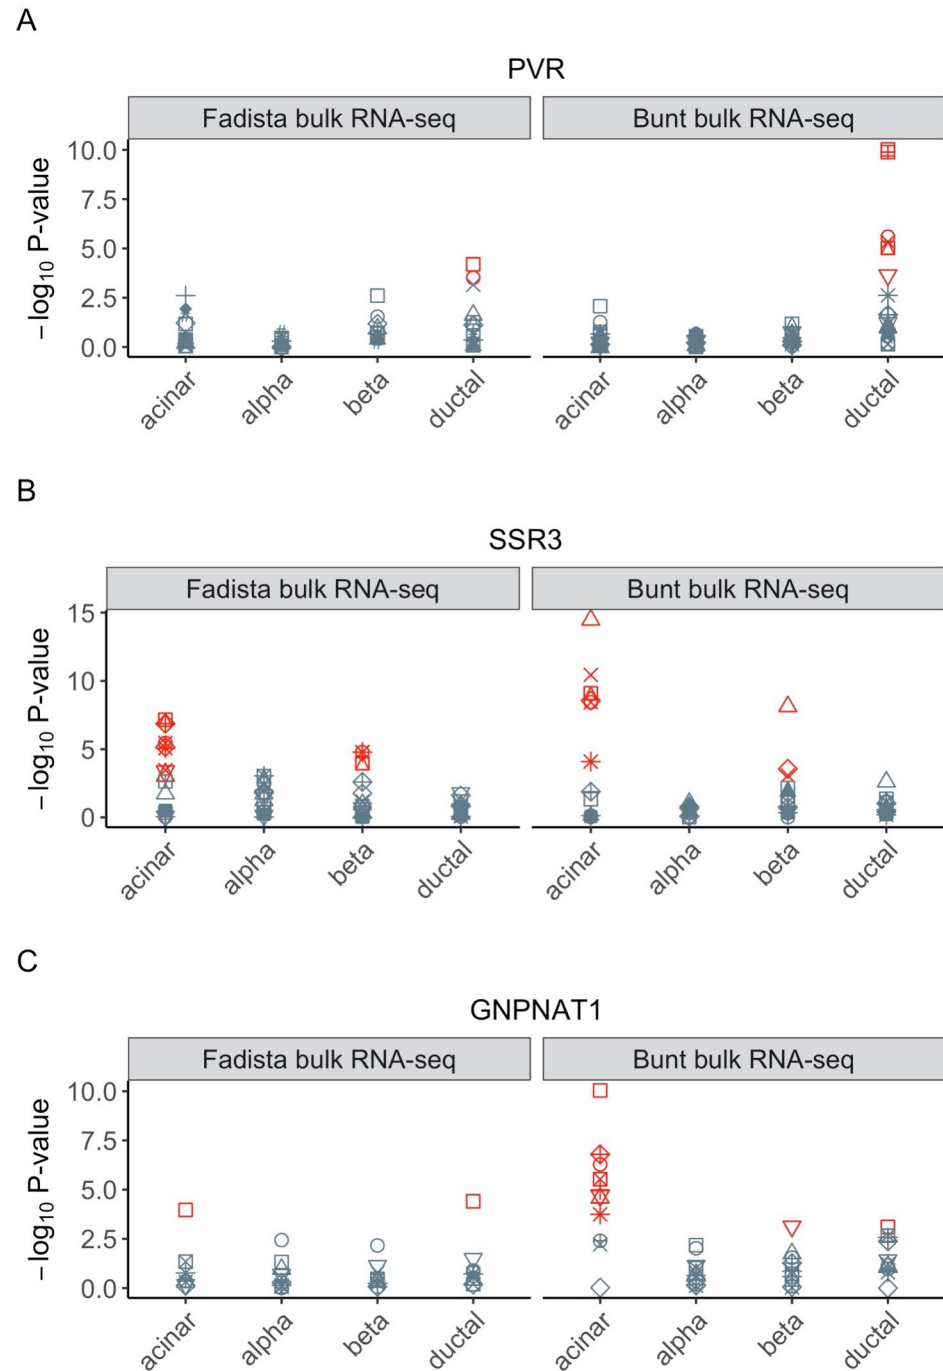 A
PVR
Fadista bulk RNA-seq
Bunt bulk RNA-seq
−log10 P-value
10.0
7.5
5.0
2.5
0.0
acinar
alpha
beta
ductal
acinar
alpha
beta
ductal
B
SSR3
Fadista bulk RNA-seq
Bunt bulk RNA-seq
−log10 P-value
15
10
5
0
acinar
alpha
beta
ductal
acinar
alpha
beta
ductal
C
GNPNAT1
Fadista bulk RNA-seq
Bunt bulk RNA-seq
−log10 P-value
10.0
7.5
5.0
2.5
0.0
acinar
alpha
beta
ductal
acinar
alpha
beta
ductal